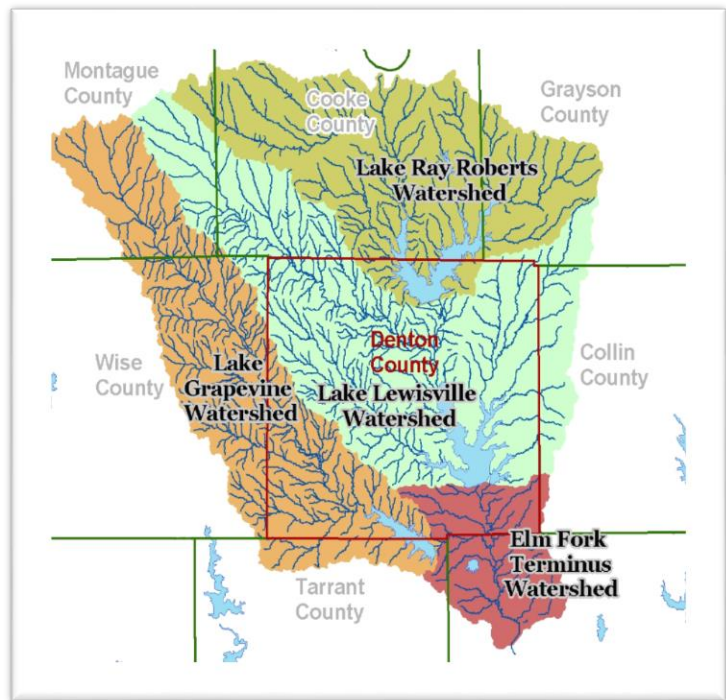 Montague
County
Cooke
County
Grayson
County
Lake Ray Roberts
Watershed
Wise
County
Lake
Grapevine
Watershed
Denton
County
Lake Lewisville
Watershed
Collin
County
Elm Fork
Terminus
Watershed
Tarrant
County